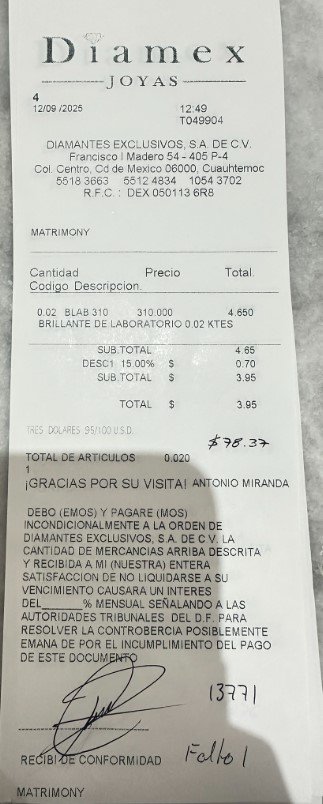 Diamex
JOYAS
4
12/09 /2025 12:49
T049904
DIAMANTES EXCLUSIVOS, S.A. DE C.V.
Francisco I Madero 54 - 405 P-4
Col. Centro, Cd de Mexico 06000, Cuauhtemoc
5518 3663 5512 4834 1054 3702
R.F.C. : DEX 050113 6R8
MATRIMONY
Cantidad Precio Total.
Codigo Descripcion.
0.02 BLAB 310 310.000 4,650
BRILLANTE DE LABORATORIO 0.02 KTES
SUB.TOTAL 4.65
DESC1 15.00% $ 0.70
SUB.TOTAL $ 3.95
TOTAL $ 3.95
TRES DOLARES 95/100 U.S.D.
$78.37
TOTAL DE ARTICULOS 0.020
1
¡GRACIAS POR SU VISITA! ANTONIO MIRANDA
DEBO (EMOS) Y PAGARE (MOS)
INCONDICIONALMENTE A LA ORDEN DE
DIAMANTES EXCLUSIVOS, S.A. DE C.V. LA
CANTIDAD DE MERCANCIAS ARRIBA DESCRITA
Y RECIBIDA A MI (NUESTRA) ENTERA
SATISFACCION DE NO LIQUIDARSE A SU
VENCIMIENTO CAUSARA UN INTERES
DEL______% MENSUAL SEÑALANDO A LAS
AUTORIDADES TRIBUNALES DEL D.F. PARA
RESOLVER LA CONTROBERCIA POSIBLEMENTE
EMANA DE POR EL INCUMPLIMIENTO DEL PAGO
DE ESTE DOCUMENTO
13771
RECIBI DE CONFORMIDAD Falto 1
MATRIMONY